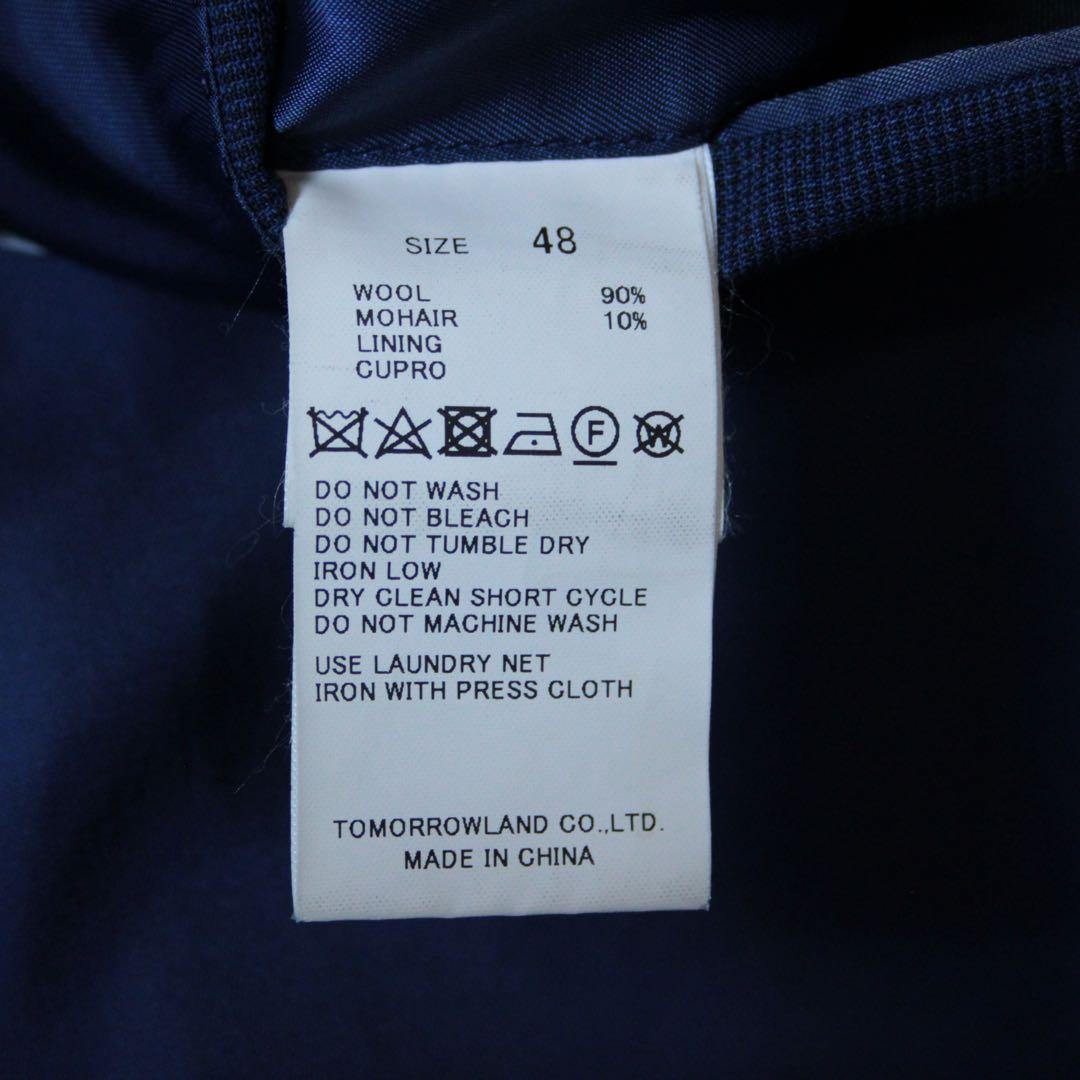 SIZE 48
WOOL 90%
MOHAIR 10%
LINING
CUPRO
F W
DO NOT WASH
DO NOT BLEACH
DO NOT TUMBLE DRY
IRON LOW
DRY CLEAN SHORT CYCLE
DO NOT MACHINE WASH
USE LAUNDRY NET
IRON WITH PRESS CLOTH
TOMORROWLAND CO.,LTD.
MADE IN CHINA